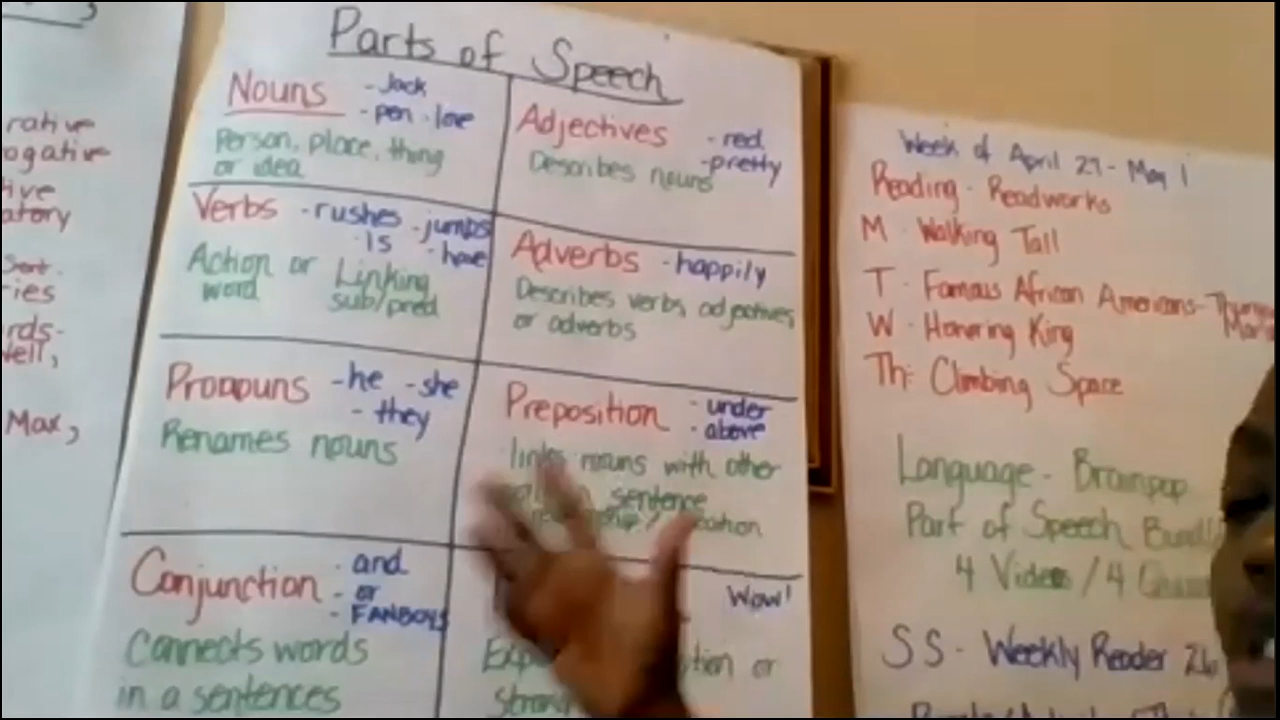 rative
ogative
tive
atory
Sent.
ries
rds-
Max,
Parts of Speech
Nouns - Jack
- pen - love
Person, place, thing
or idea
Adjectives - red
- pretty
Describes nouns
Verbs - rushes - jumps
- is - have
Action or Linking
word sub/pred
Adverbs - happily
Describes verbs, adjectives,
or adverbs
Pronouns - he - she
- they
Renames nouns
Preposition - under
- above
links nouns with other
sentence
Conjunction - and
- or
- FANBOYS
Connects words
in a sentences
Wow!
or
Week of April 27 - May 1
Reading - Readworks
M - Walking Tall
T - Famous African Americans -
W - Honoring King
Th: Climbing Space
Language - Brainpop
Part of Speech
4 Videos / 4
SS - Weekly Reader